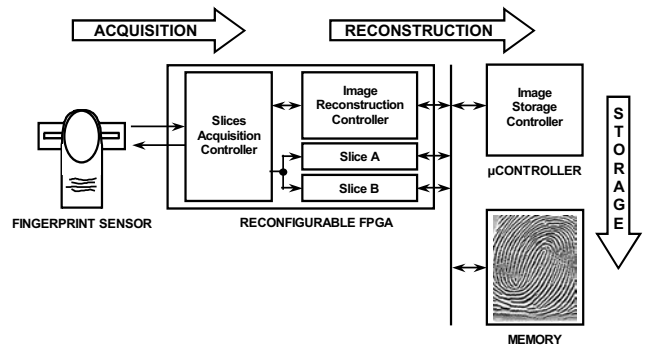 ACQUISITION
RECONSTRUCTION
Slices
Acquisition
Controller
Image
Reconstruction
Controller
Slice A
Slice B
Image
Storage
Controller
µCONTROLLER
STORAGE
FINGERPRINT SENSOR
RECONFIGURABLE FPGA
MEMORY